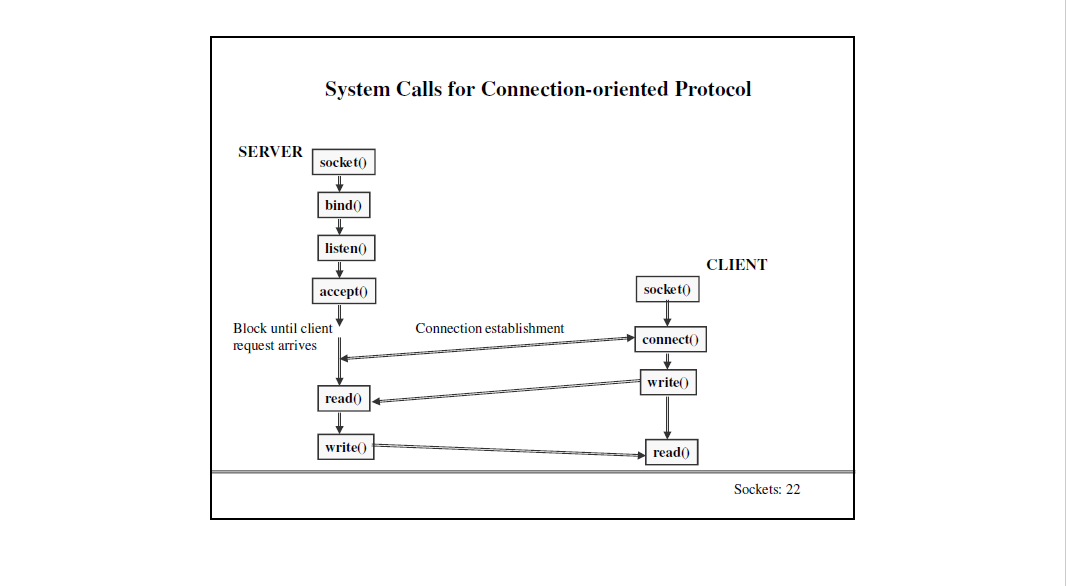 System Calls for Connection-oriented Protocol
SERVER
socket()
bind()
listen()
accept()
Block until client
request arrives
read()
write()
Connection establishment
CLIENT
socket()
connect()
write()
read()
Sockets: 22